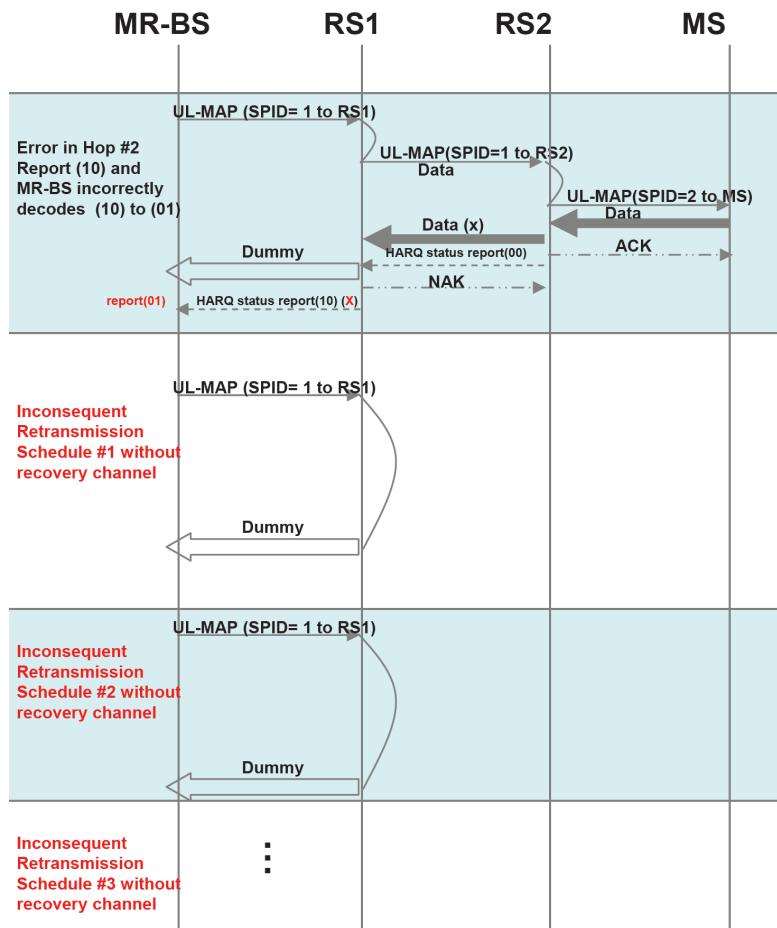 MR-BS RS1 RS2 MS
UL-MAP (SPID= 1 to RS1)
Error in Hop #2
Report (10) and
MR-BS incorrectly
decodes (10) to (01)
UL-MAP(SPID=1 to RS2)
Data
UL-MAP(SPID=2 to MS)
Data
Data (x)
ACK
Dummy
HARQ status report(00)
NAK
report(01)
HARQ status report(10) (X)
UL-MAP (SPID= 1 to RS1)
Inconsequent
Retransmission
Schedule #1 without
recovery channel
Dummy
UL-MAP (SPID= 1 to RS1)
Inconsequent
Retransmission
Schedule #2 without
recovery channel
Dummy
Inconsequent
Retransmission
Schedule #3 without
recovery channel